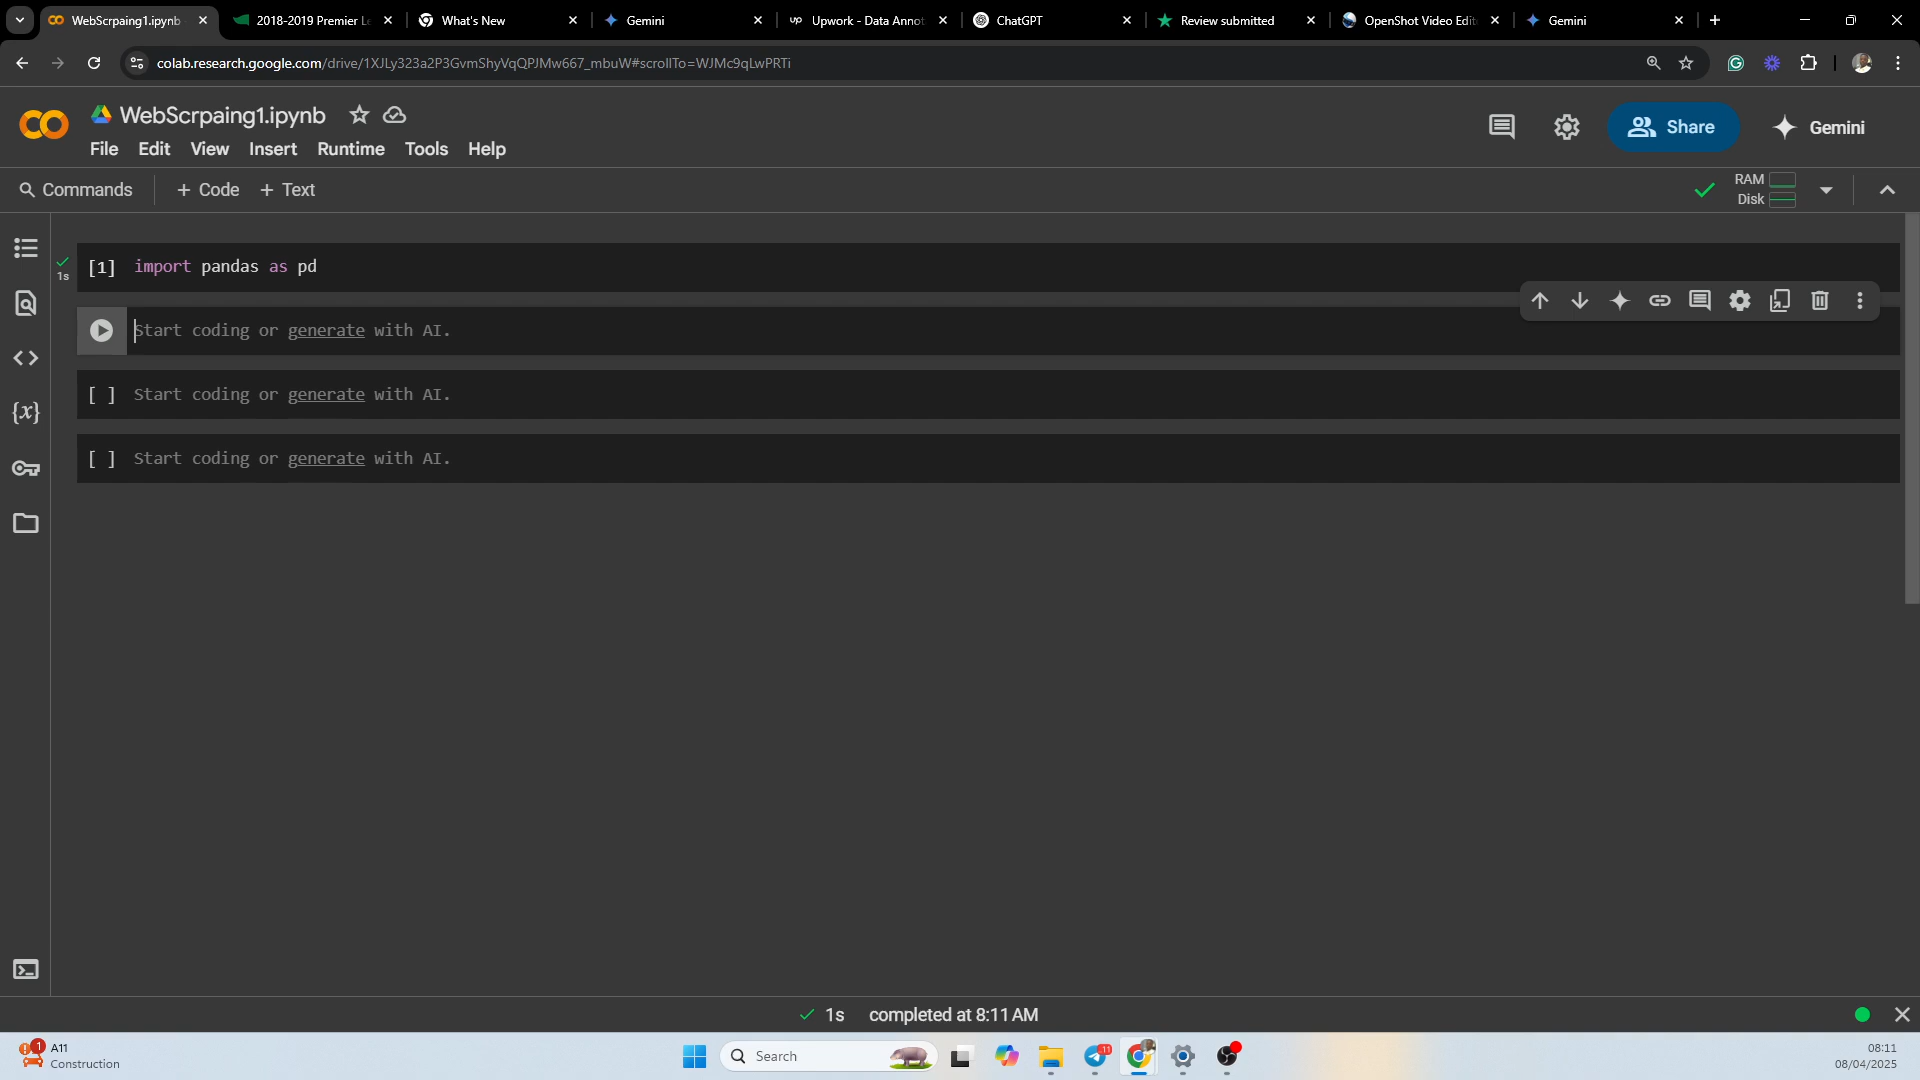 WebScrpaing1.ipynb
2018-2019 Premier Le
What's New
Gemini
Upwork - Data Annot
ChatGPT
Review submitted
OpenShot Video Edit
Gemini
colab.research.google.com/drive/1XJLy323a2P3GvmShyVqQPJMw667_mbuW#scrollTo=WJMc9qLwPRTi
WebScrpaing1.ipynb
Share
Gemini
File Edit View Insert Runtime Tools Help
Commands + Code + Text
RAM
Disk
1s
[1] import pandas as pd
Start coding or generate with AI.
[ ] Start coding or generate with AI.
[ ] Start coding or generate with AI.
{x}
1s completed at 8:11 AM
1
A11
Construction
Search
11
08:11
08/04/2025